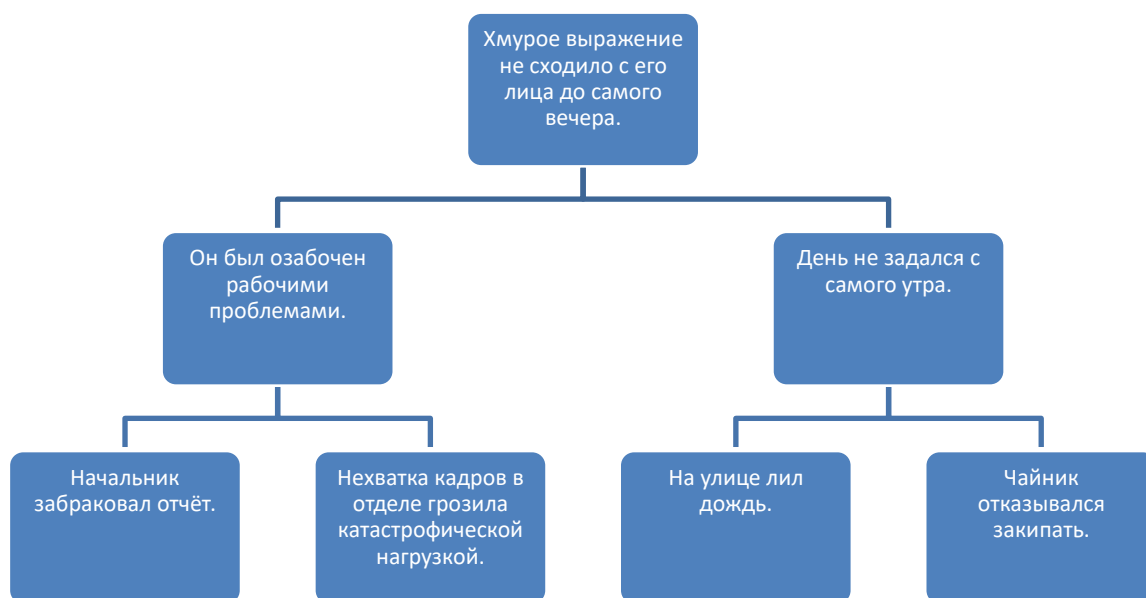 Хмурое выражение
не сходило с его
лица до самого
вечера.
Он был озабочен
рабочими
проблемами.
День не задался с
самого утра.
Начальник
забраковал отчёт.
Нехватка кадров в
отделе грозила
катастрофической
нагрузкой.
На улице лил
дождь.
Чайник
отказывался
закипать.